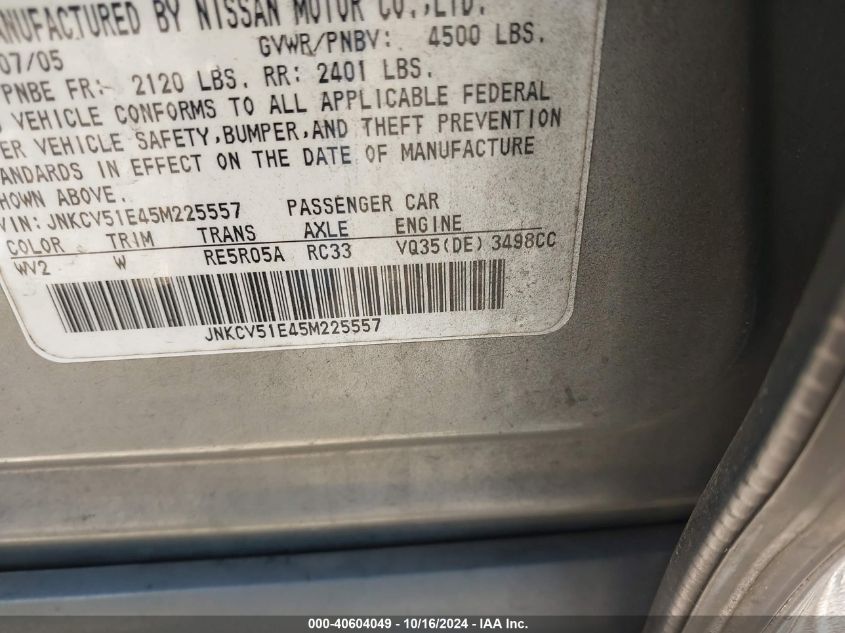 ANUFACTURED BY NISSAN MOTOR CO.,LTD.
07/05 GVWR/PNBV: 4500 LBS.
PNBE FR: 2120 LBS. RR: 2401 LBS.
VEHICLE CONFORMS TO ALL APPLICABLE FEDERAL
ER VEHICLE SAFETY,BUMPER,AND THEFT PREVENTION
ANDARDS IN EFFECT ON THE DATE OF MANUFACTURE
HOWN ABOVE.
VIN: JNKCV51E45M225557 PASSENGER CAR
COLOR TRIM TRANS AXLE ENGINE
WV2 W RE5R05A RC33 VQ35(DE) 3498CC
JNKCV51E45M225557
000-40604049 - 10/16/2024 - IAA Inc.